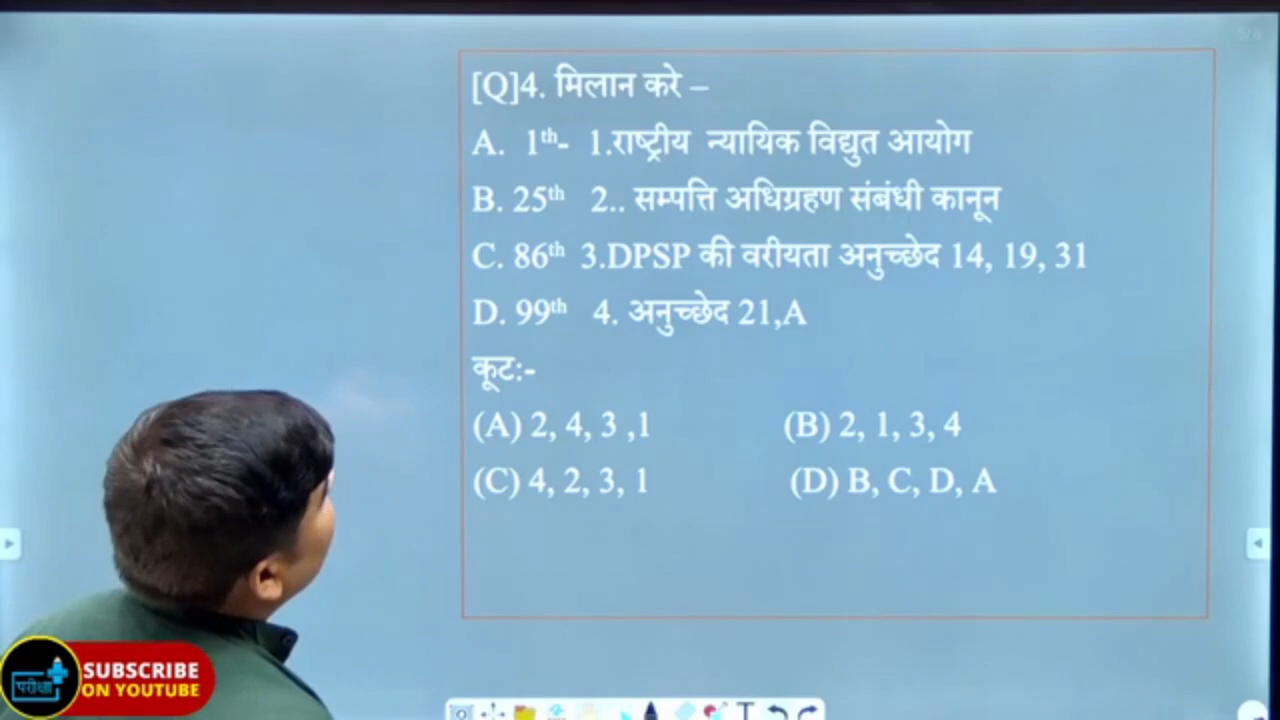 [Q]4. मिलान करे –
A. 1th- 1.राष्ट्रीय न्यायिक विद्युत आयोग
B. 25th 2.. सम्पत्ति अधिग्रहण संबंधी कानून
C. 86th 3.DPSP की वरीयता अनुच्छेद 14, 19, 31
D. 99th 4. अनुच्छेद 21,A
कूट:-
(A) 2, 4, 3 ,1 (B) 2, 1, 3, 4
(C) 4, 2, 3, 1 (D) B, C, D, A
परीक्षा
SUBSCRIBE
ON YOUTUBE